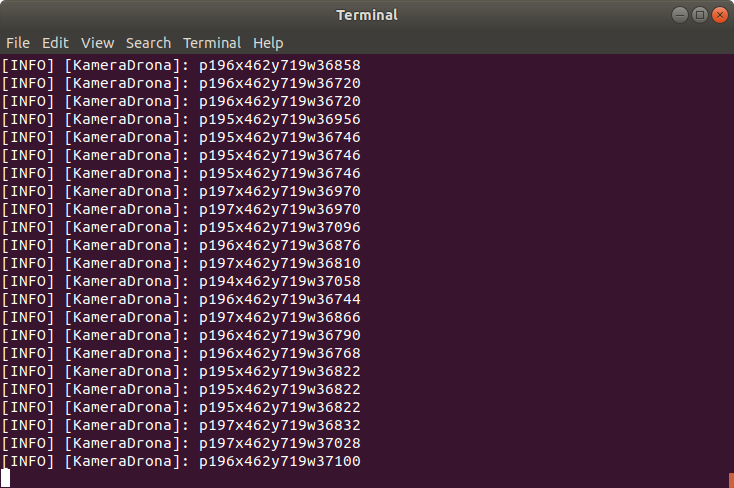 Terminal
File Edit View Search Terminal Help
[INFO] [KameraDrona]: p196x462y719w36858
[INFO] [KameraDrona]: p196x462y719w36720
[INFO] [KameraDrona]: p196x462y719w36720
[INFO] [KameraDrona]: p195x462y719w36956
[INFO] [KameraDrona]: p195x462y719w36746
[INFO] [KameraDrona]: p195x462y719w36746
[INFO] [KameraDrona]: p195x462y719w36746
[INFO] [KameraDrona]: p197x462y719w36970
[INFO] [KameraDrona]: p197x462y719w36970
[INFO] [KameraDrona]: p195x462y719w37096
[INFO] [KameraDrona]: p196x462y719w36876
[INFO] [KameraDrona]: p197x462y719w36810
[INFO] [KameraDrona]: p194x462y719w37058
[INFO] [KameraDrona]: p196x462y719w36744
[INFO] [KameraDrona]: p197x462y719w36866
[INFO] [KameraDrona]: p196x462y719w36790
[INFO] [KameraDrona]: p196x462y719w36768
[INFO] [KameraDrona]: p195x462y719w36822
[INFO] [KameraDrona]: p195x462y719w36822
[INFO] [KameraDrona]: p195x462y719w36822
[INFO] [KameraDrona]: p197x462y719w36832
[INFO] [KameraDrona]: p197x462y719w37028
[INFO] [KameraDrona]: p196x462y719w37100